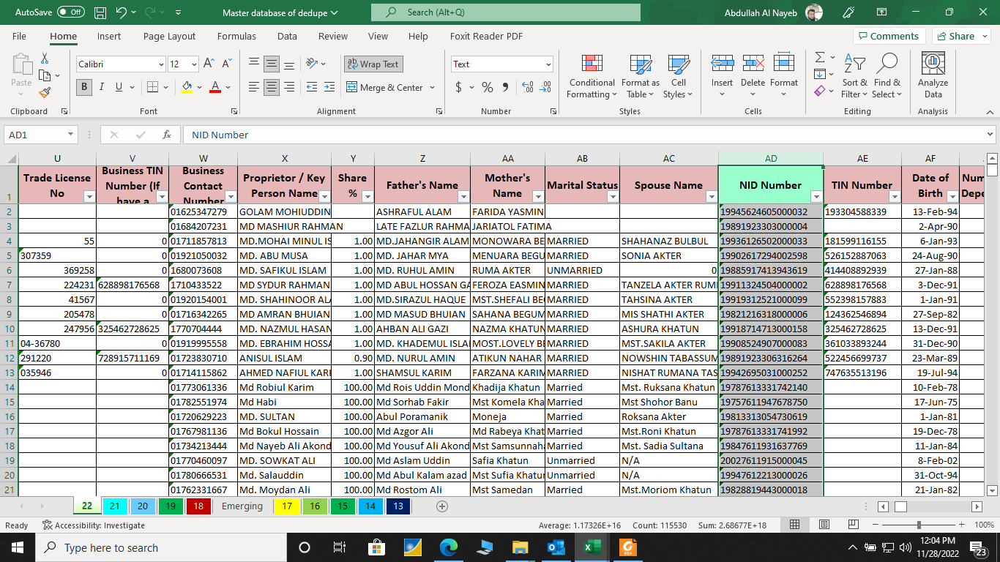 AutoSave Off Master database of dedupe Search (Alt+Q) Abdullah Al Nayeb
File Home Insert Page Layout Formulas Data Review View Help Foxit Reader PDF Comments Share
Paste Calibri 12 Wrap Text Text Conditional Formatting Format as Table Cell Styles Insert Delete Format Sort & Filter Find & Select Analyze Data
B I U Merge & Center $ %
Clipboard Font Alignment Number Styles Cells Editing Analysis
AD1 fx NID Number
U V W X Y Z AA AB AC AD AE AF
1 Trade License No Business TIN Number (If have a Business Contact Number Proprietor / Key Person Name Share % Father's Name Mother's Name Marital Status Spouse Name NID Number TIN Number Date of Birth Num Depe
2 01625347279 GOLAM MOHIUDDIN ASHRAFUL ALAM FARIDA YASMIN 19945624605000032 193304588339 13-Feb-94
3 01684207231 MD MASHIUR RAHMAN LATE FAZLUR RAHMA JARIATOL FATIMA 19891923303000004 2-Apr-90
4 55 0 01711857813 MD.MOHAI MINUL IS 1.00 MD.JAHANGIR ALAM MONOWARA BE MARRIED SHAHANAZ BULBUL 19936126502000033 181599116155 6-Jan-93
5 307359 0 01921050032 MD. ABU MUSA 1.00 MD. JAHAR MYA MENUARA BEGU MARRIED SONIA AKTER 19902617294002598 526152887063 24-Aug-90
6 369258 0 1680073608 MD. SAFIKUL ISLAM 1.00 MD. RUHUL AMIN RUMA AKTER UNMARRIED 0 19885917413943619 414408892939 27-Jan-88
7 224231 628898176568 1710433522 MD SYDUR RAHMAN 1.00 MD ABUL HOSSAN GA FEROZA EASMIN MARRIED TANZELA AKTER RUMI 19911324504000002 628898176568 3-Dec-91
8 41567 0 01920154001 MD. SHAHINOOR ALA 1.00 MD.SIRAZUL HAQUE MST.SHEFALI BE MARRIED TAHSINA AKTER 19919312521000099 552398157883 1-Jan-91
9 205478 0 01716342265 MD AMRAN BHUIAN 1.00 MD MASUD BHUIAN SAHANA BEGUM MARRIED MIS SHATHI AKTER 19821216318000006 124362546894 27-Sep-82
10 247956 325462728625 1770704444 MD. NAZMUL HASAN 1.00 AHBAN ALI GAZI NAZMA KHATUN MARRIED ASHURA KHATUN 19918714713000158 325462728625 13-Dec-91
11 04-36780 0 01919995558 MD. EBRAHIM HOSSA 1.00 MD. KHADEMUL ISLA MOST.LOVELY BE MARRIED MST.SAKILA AKTER 19908524907000083 361033893244 31-Dec-90
12 291220 728915711169 01723830710 ANISUL ISLAM 0.90 MD. NURUL AMIN ATIKUN NAHAR MARRIED NOWSHIN TABASSUM 19891923306316264 522456699737 23-Mar-89
13 035946 0 01714115862 AHMED NAFIUL KARI 1.00 SHAMSUL KARIM FARZANA KARIM MARRIED NISHAT RUMANA TAS 19942695031000252 747635513196 19-Jul-94
14 01773061336 Md Robiul Karim 100.00 Md Rois Uddin Mond Khadija Khatun Married Mst. Ruksana Khatun 19787613331742140 10-Feb-78
15 01782551974 Md Habi 100.00 Md Sorhab Fakir Mst Komela Kha Married Mst Shohor Banu 19757611947678750 17-Jun-75
16 01720629223 MD. SULTAN 100.00 Abul Poramanik Moneja Married Roksana Akter 19813313054730619 1-Jan-81
17 01767981136 Md Bokul Hossain 100.00 Md Azgor Ali Md Rabeya Khat Married Mst.Roni Khatun 19787613331741992 19-Dec-78
18 01734213444 Md Nayeb Ali Akond 100.00 Md Yousuf Ali Akond Mst Samsunnaha Married Mst. Sadia Sultana 19847611931637769 11-Jan-84
19 01770460097 MD. SOWKAT ALI 100.00 Md Aslam Uddin Safia Khatun Unmarried N/A 20027611915000045 8-Feb-02
20 01780666531 Md. Salauddin 100.00 Md Abul Kalam azad Mst Sufia Khatun Unmarried N/A 19947612213000026 31-Oct-94
21 01762331667 Md. Moydan Ali 100.00 Md Rostom Ali Mst Samedan Married Mst.Moriom Khatun 19828819443000018 21-Jan-82
22 21 20 19 18 Emerging 17 16 15 14 13
Ready Accessibility: Investigate Average: 1.17326E+16 Count: 115530 Sum: 2.68677E+18 100%
Type here to search PDF 12:04 PM
11/28/2022 23